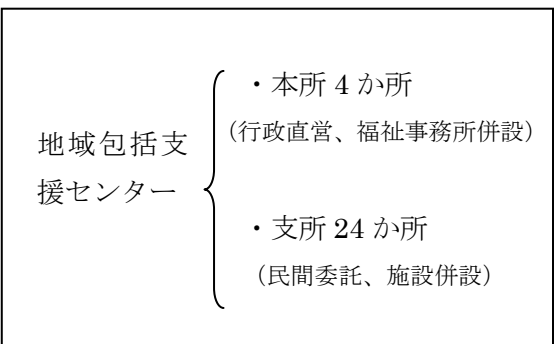 地域包括支
援センター
・本所 4 か所
（行政直営、福祉事務所併設）
・支所 24 か所
（民間委託、施設併設）